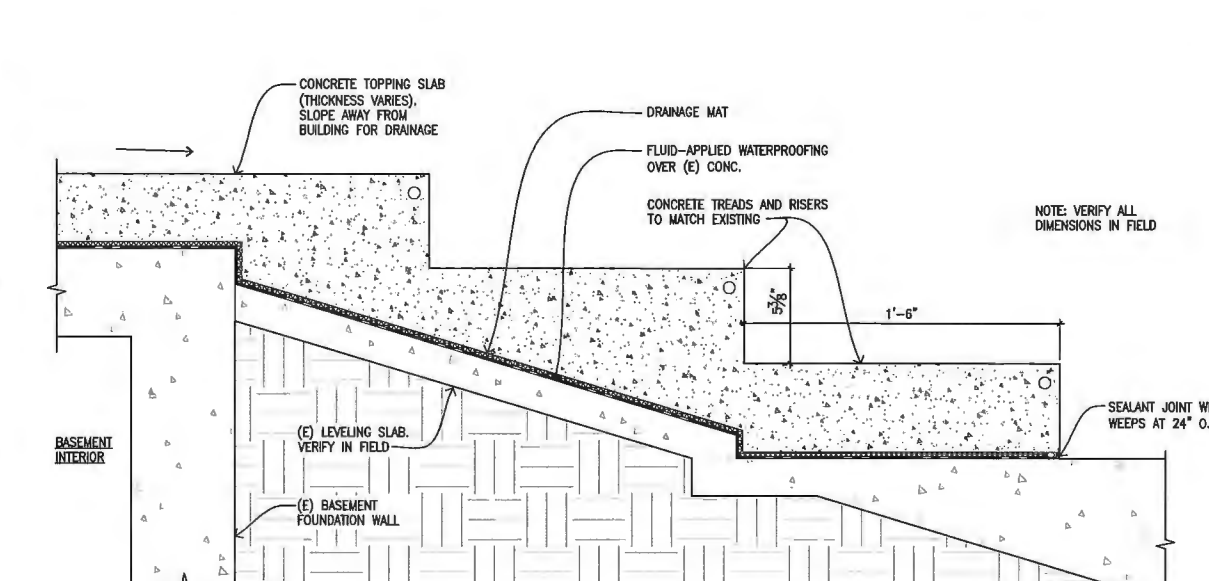 CONCRETE TOPPING SLAB
(THICKNESS VARIES),
SLOPE AWAY FROM
BUILDING FOR DRAINAGE
DRAINAGE MAT
FLUID-APPLIED WATERPROOFING
OVER (E) CONC.
CONCRETE TREADS AND RISERS
TO MATCH EXISTING
NOTE: VERIFY ALL
DIMENSIONS IN FIELD
5⅜"
1'-6"
SEALANT JOINT
WEEPS AT 24"
(E) LEVELING SLAB.
VERIFY IN FIELD
BASEMENT
INTERIOR
(E) BASEMENT
FOUNDATION WALL